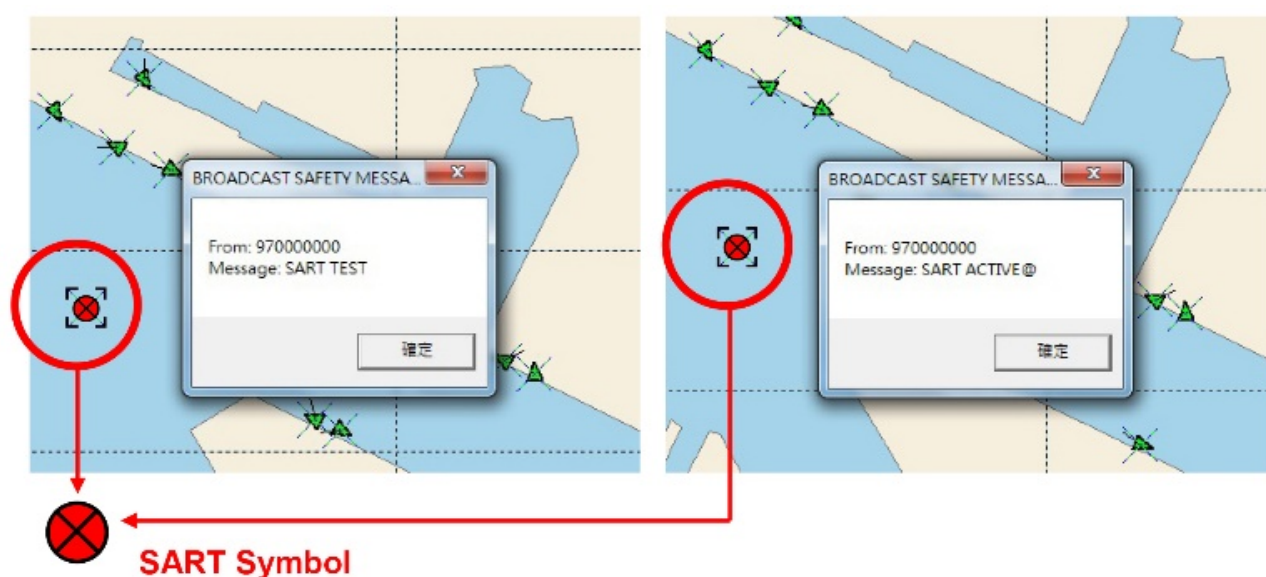 BROADCAST SAFETY MESSA...
From: 970000000
Message: SART TEST
確定
BROADCAST SAFETY MESSA...
From: 970000000
Message: SART ACTIVE@
確定
SART Symbol